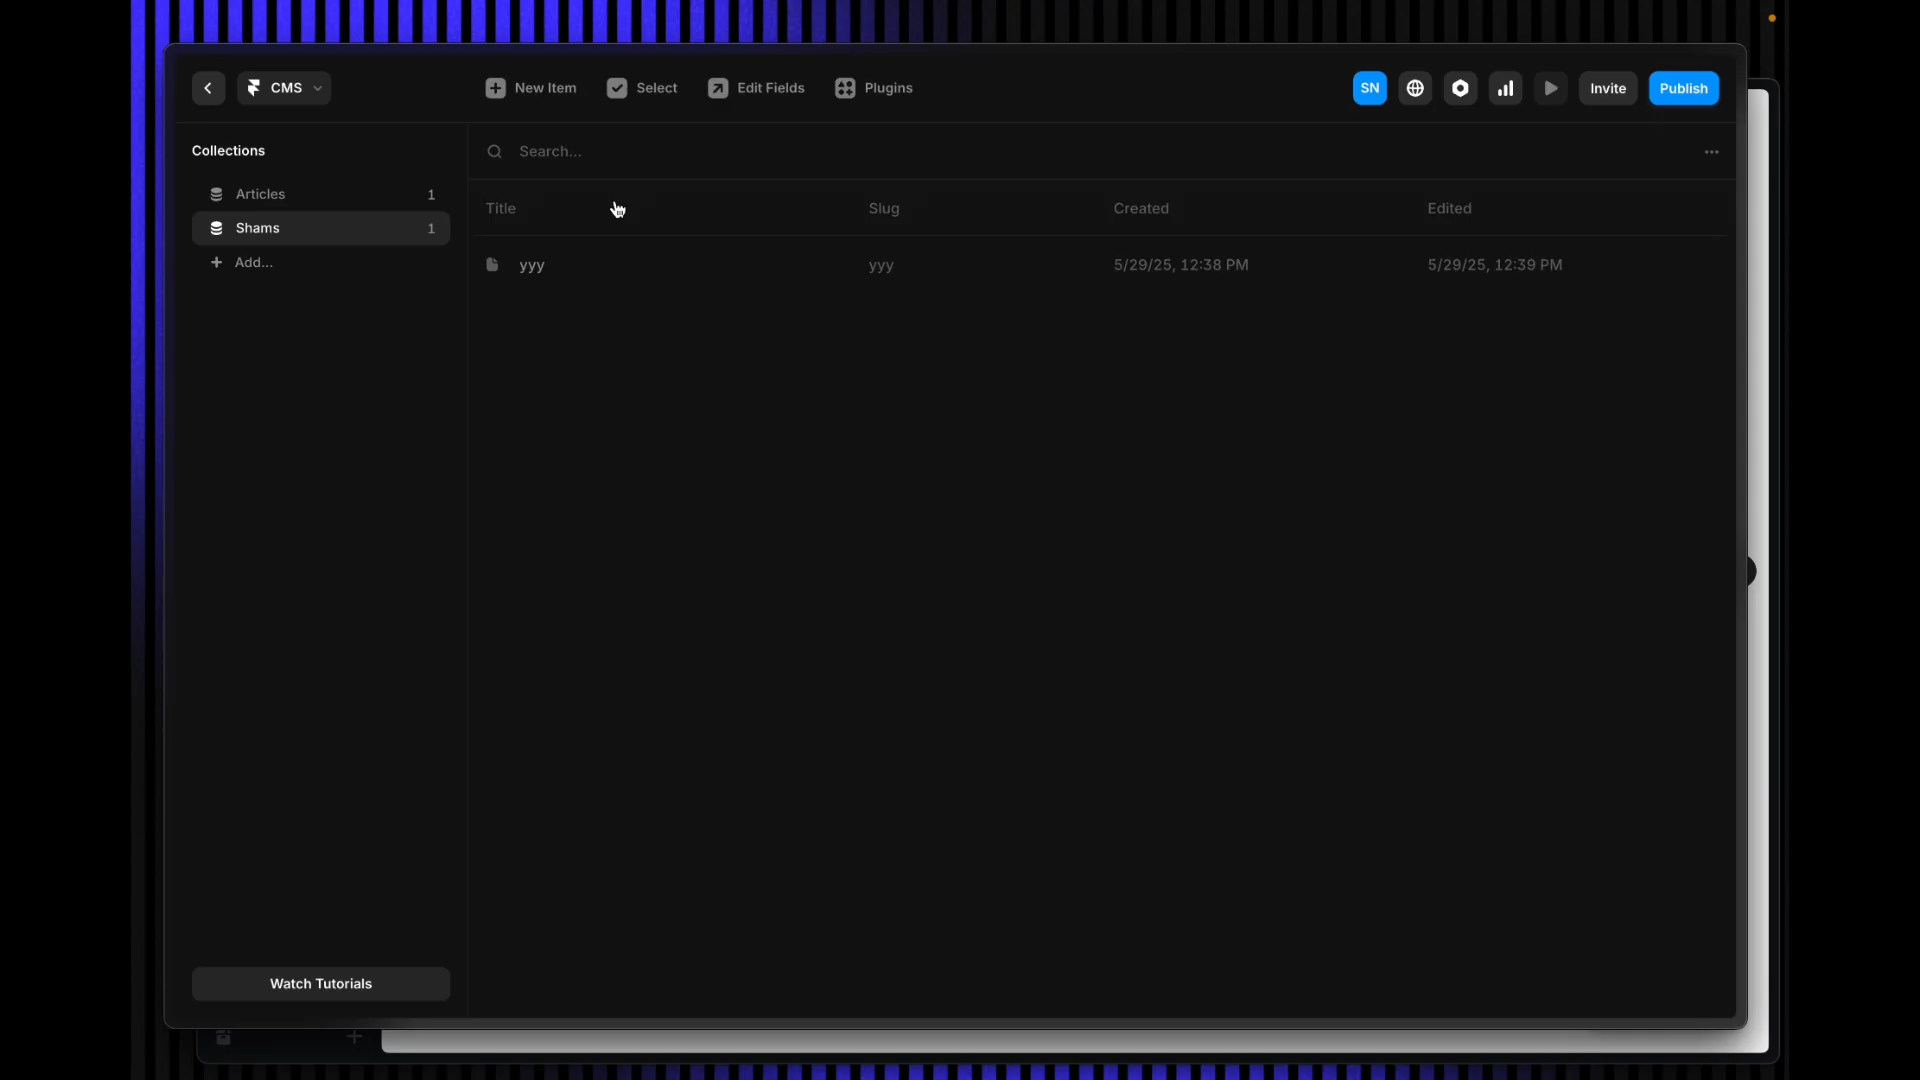 CMS
New Item
Select
Edit Fields
Plugins
SN
Invite
Publish
Collections
Search...
Articles 1
Shams 1
Add...
Title Slug Created Edited
yyy yyy 5/29/25, 12:38 PM 5/29/25, 12:39 PM
Watch Tutorials